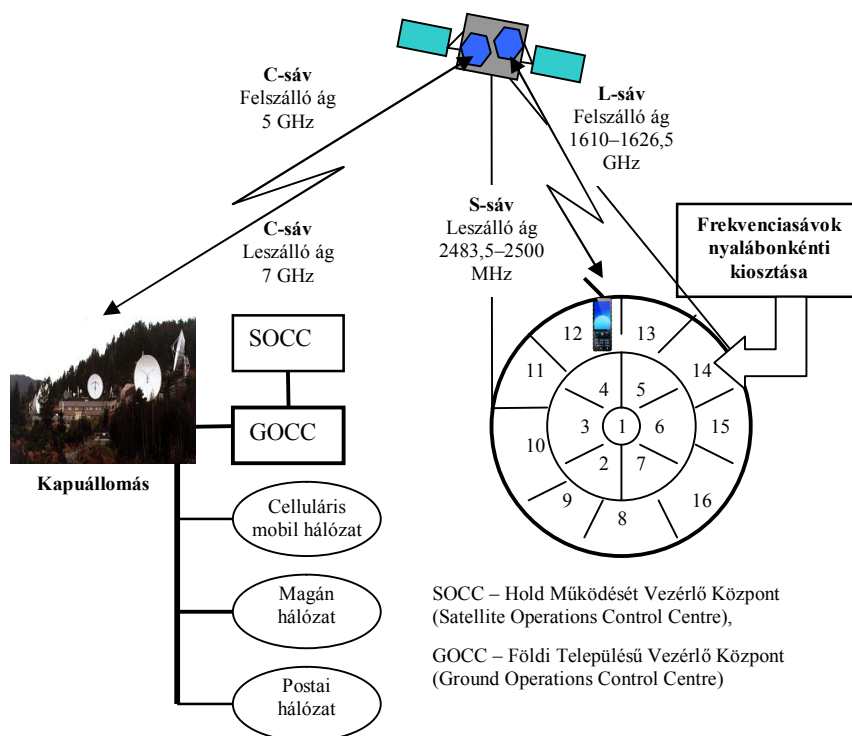 C-sáv
Felszálló ág
5 GHz
L-sáv
Felszálló ág
1610–1626,5
GHz
C-sáv
Leszálló ág
7 GHz
S-sáv
Leszálló ág
2483,5–2500
MHz
Frekvenciasávok
nyalábonkénti
kiosztása
SOCC
GOCC
Kapuállomás
Celluláris
mobil hálózat
Magán
hálózat
Postai
hálózat
12
13
11
14
4
5
3
1
6
15
10
2
7
9
8
16
SOCC – Hold Működését Vezérlő Központ
(Satellite Operations Control Centre),
GOCC – Földi Településű Vezérlő Központ
(Ground Operations Control Centre)